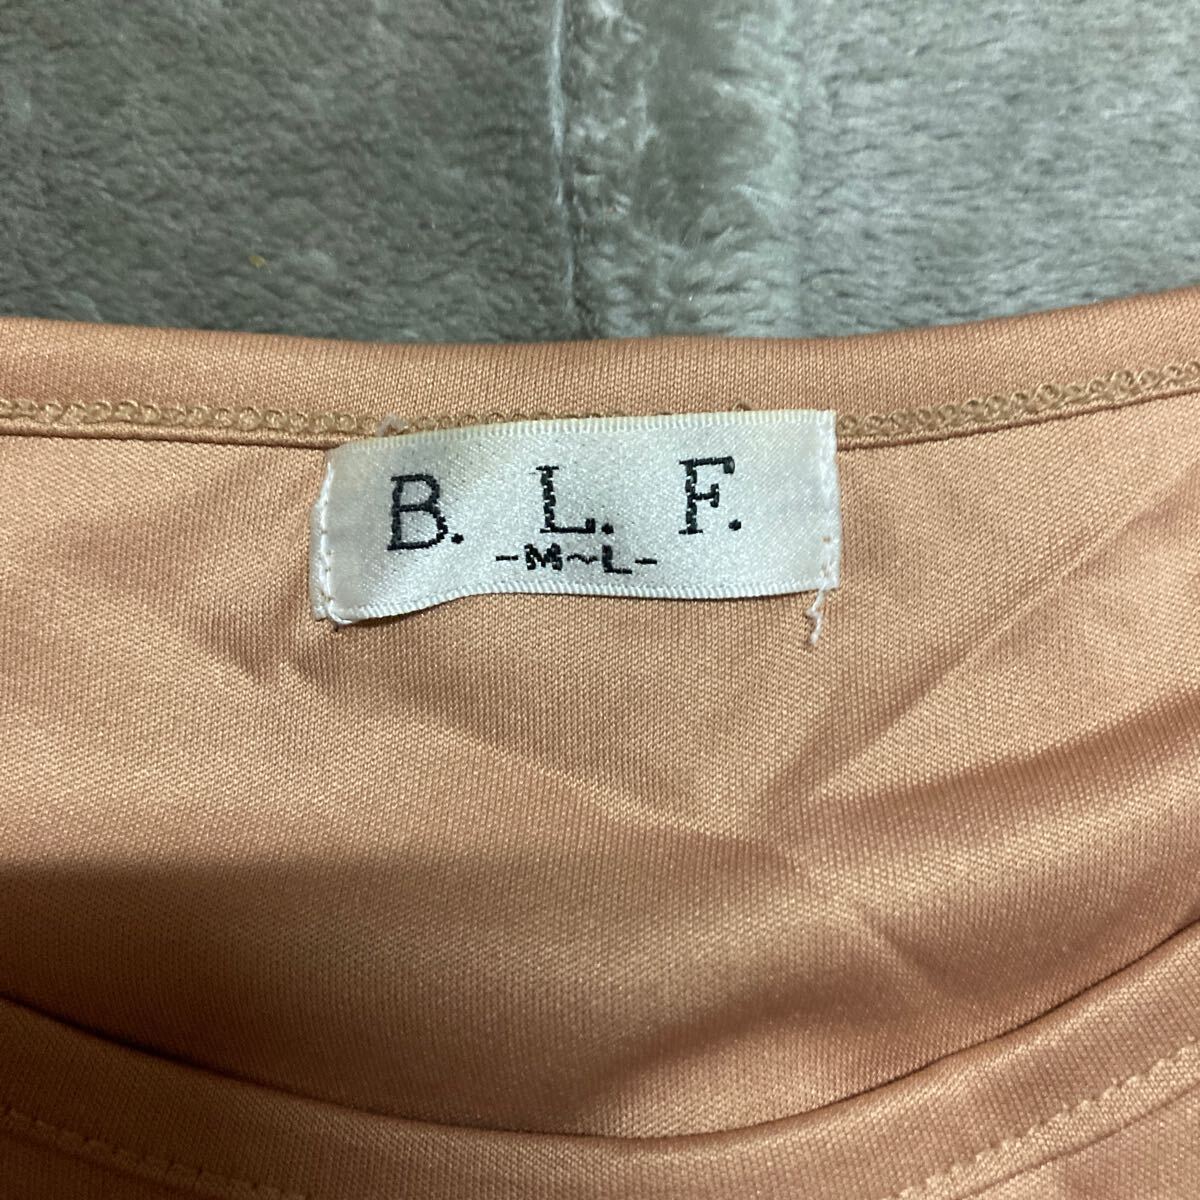 B. L. F.
-M~L-